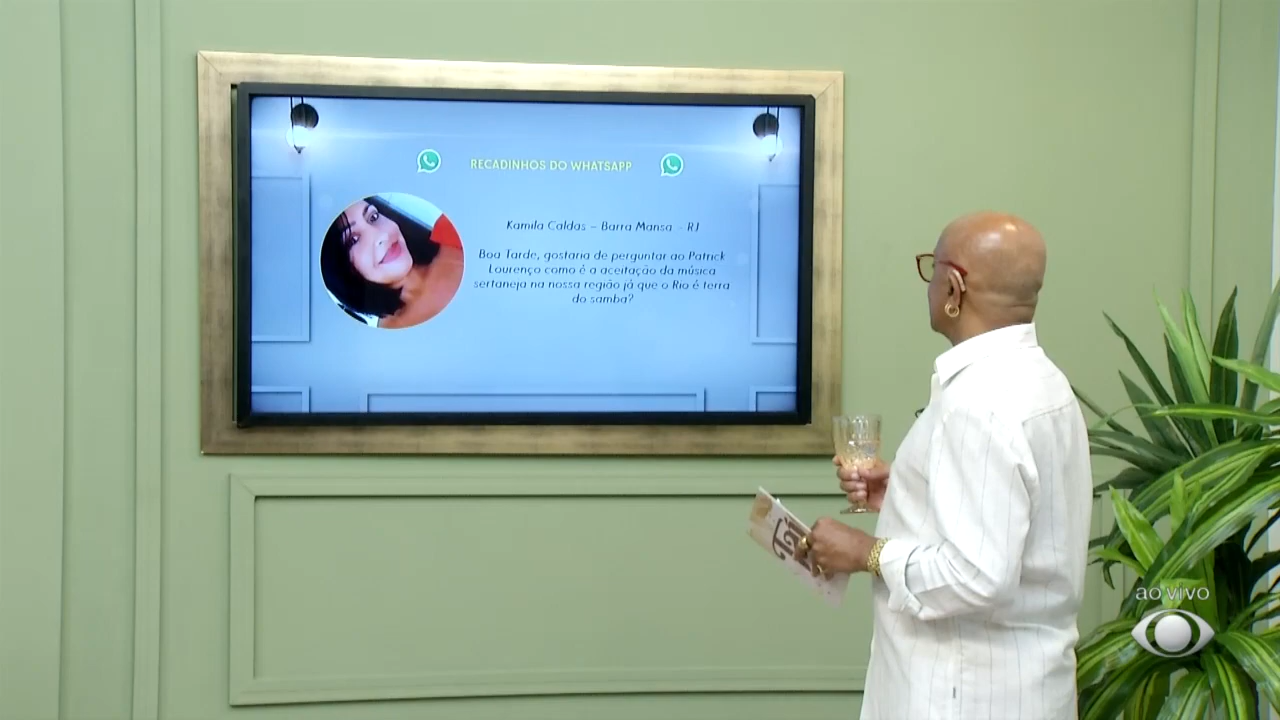 RECADINHOS DO WHATSAPP
Kamila Caldas – Barra Mansa - RJ
Boa Tarde, gostaria de perguntar ao Patrick
Lourenço como é a aceitação da música
sertaneja na nossa região já que o Rio é terra
do samba?
ao vivo